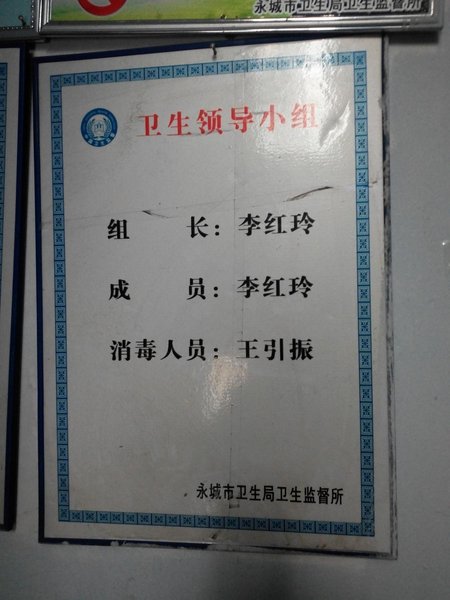 永城市卫生局卫生监督所
卫生领导小组
组 长：李红玲
成 员：李红玲
消毒人员：王引振
永城市卫生局卫生监督所